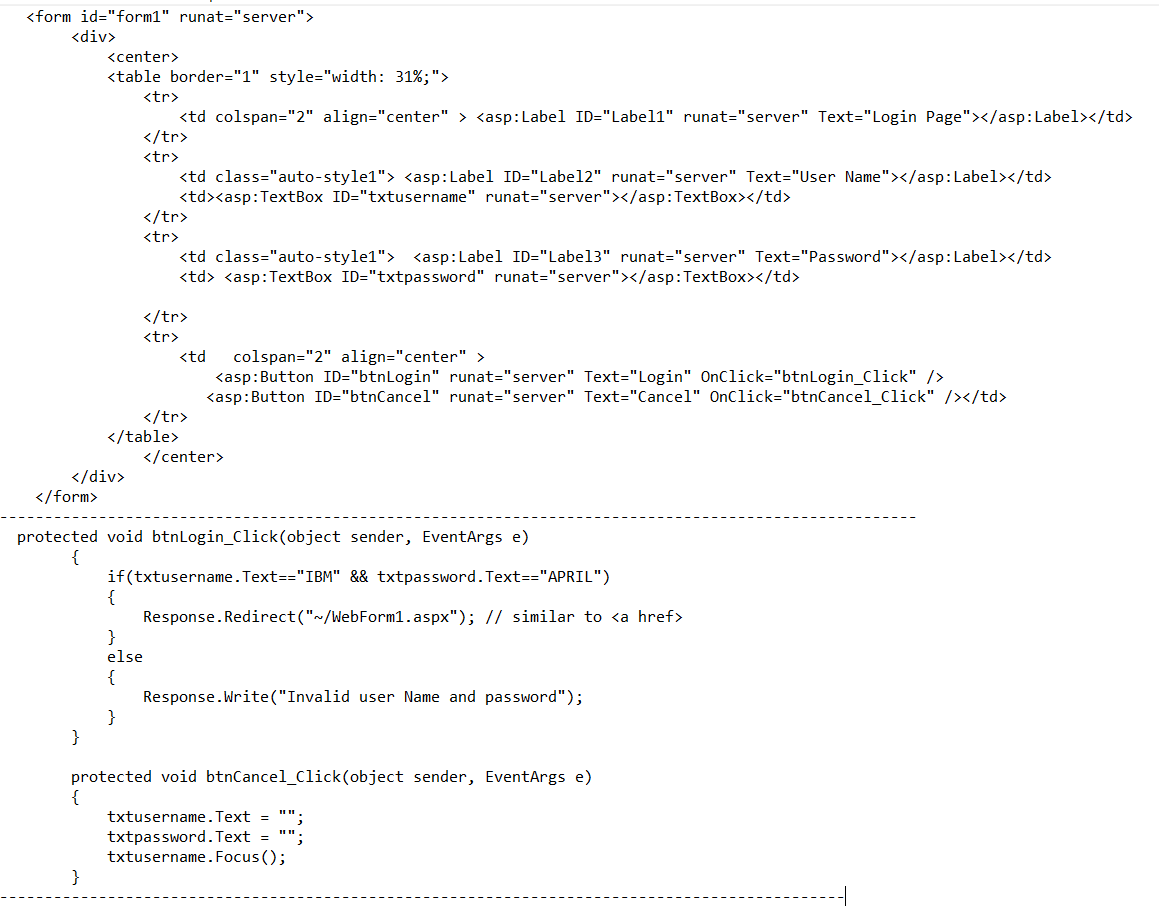 <form id="form1" runat="server">
<div>
<center>
<table border="1" style="width: 31%;">
<tr>
<td colspan="2" align="center" > <asp:Label ID="Label1" runat="server" Text="Login Page"></asp:Label></td>
</tr>
<tr>
<td class="auto-style1"> <asp:Label ID="Label2" runat="server" Text="User Name"></asp:Label></td>
<td><asp:TextBox ID="txtusername" runat="server"></asp:TextBox></td>
</tr>
<tr>
<td class="auto-style1">  <asp:Label ID="Label3" runat="server" Text="Password"></asp:Label></td>
<td> <asp:TextBox ID="txtpassword" runat="server"></asp:TextBox></td>
</tr>
<tr>
<td   colspan="2" align="center" >
<asp:Button ID="btnLogin" runat="server" Text="Login" OnClick="btnLogin_Click" />
<asp:Button ID="btnCancel" runat="server" Text="Cancel" OnClick="btnCancel_Click" /></td>
</tr>
</table>
</center>
</div>
</form>
------------------------------------------------------------------------------------------------------
protected void btnLogin_Click(object sender, EventArgs e)
{
if(txtusername.Text=="IBM" && txtpassword.Text=="APRIL")
{
Response.Redirect("~/WebForm1.aspx"); // similar to <a href>
}
else
{
Response.Write("Invalid user Name and password");
}
}
protected void btnCancel_Click(object sender, EventArgs e)
{
txtusername.Text = "";
txtpassword.Text = "";
txtusername.Focus();
}
----------------------------------------------------------------------------------------------